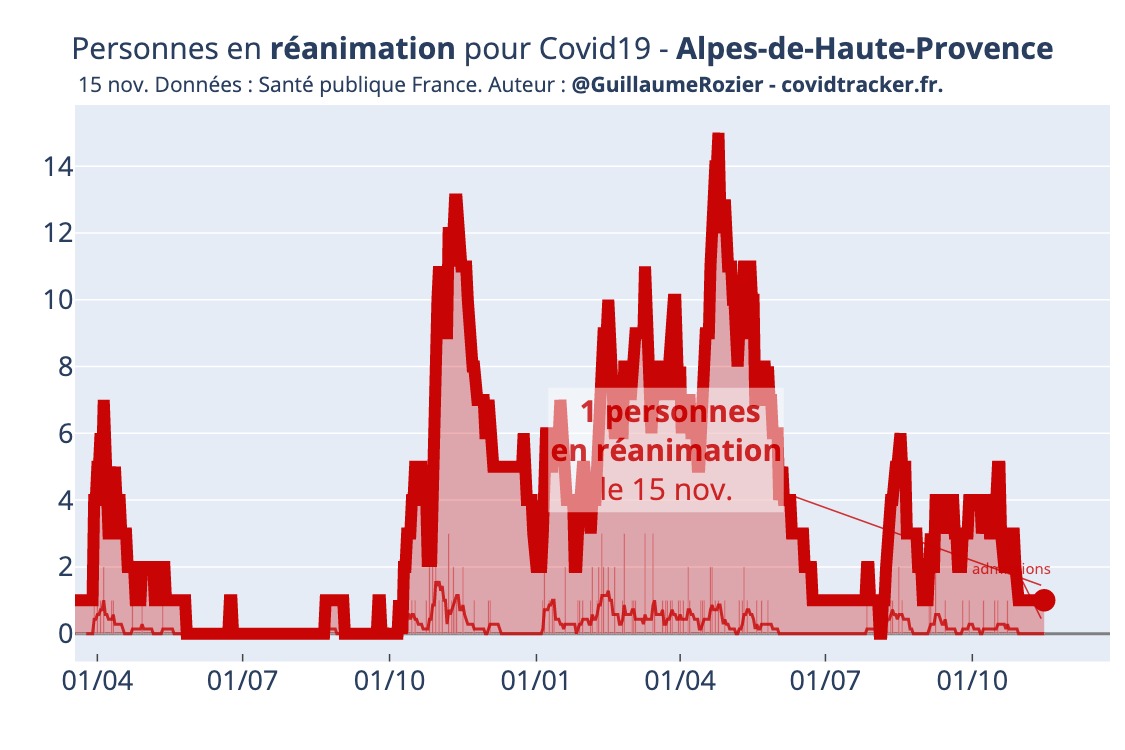 Personnes en réanimation pour Covid19 - Alpes-de-Haute-Provence
15 nov. Données : Santé publique France. Auteur : @GuillaumeRozier - covidtracker.fr.
14
12
10
8
6
4
2
0
1 personnes
en réanimation
le 15 nov.
admissions
01/04
01/07
01/10
01/01
01/04
01/07
01/10